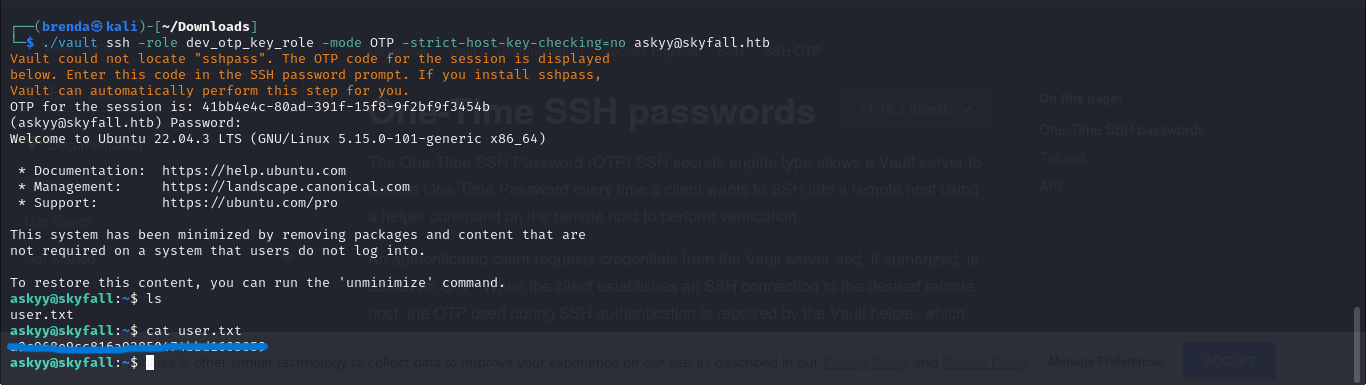 ┌──(brenda㉿kali)-[~/Downloads]
└─$ ./vault ssh -role dev_otp_key_role -mode OTP -strict-host-key-checking=no askyy@skyfall.htb
Vault could not locate "sshpass". The OTP code for the session is displayed
below. Enter this code in the SSH password prompt. If you install sshpass,
Vault can automatically perform this step for you.
OTP for the session is: 41bb4e4c-80ad-391f-15f8-9f2bf9f3454b
(askyy@skyfall.htb) Password:
Welcome to Ubuntu 22.04.3 LTS (GNU/Linux 5.15.0-101-generic x86_64)
* Documentation: https://help.ubuntu.com
* Management: https://landscape.canonical.com
* Support: https://ubuntu.com/pro
This system has been minimized by removing packages and content that are
not required on a system that users do not log into.
To restore this content, you can run the 'unminimize' command.
askyy@skyfall:~$ ls
user.txt
askyy@skyfall:~$ cat user.txt
askyy@skyfall:~$
SSH OTP
One-Time SSH passwords
v1.16.x (latest)
The One-Time SSH Password (OTP) SSH secrets engine type allows a Vault server to
a One-Time Password every time a client wants to SSH into a remote host using
a helper command on the remote host to perform verification.
authenticated client requests credentials from the Vault server and, if authorized, is
the client establishes an SSH connection to the desired remote
host, the OTP used during SSH authentication is received by the Vault helper, which
On this page:
One-Time SSH passwords
Tutorial
API
Use Cases
& other similar technology to collect data to improve your experience on our site, as described in our Privacy Policy and Cookie Policy.
Manage Preferences
ACCEPT